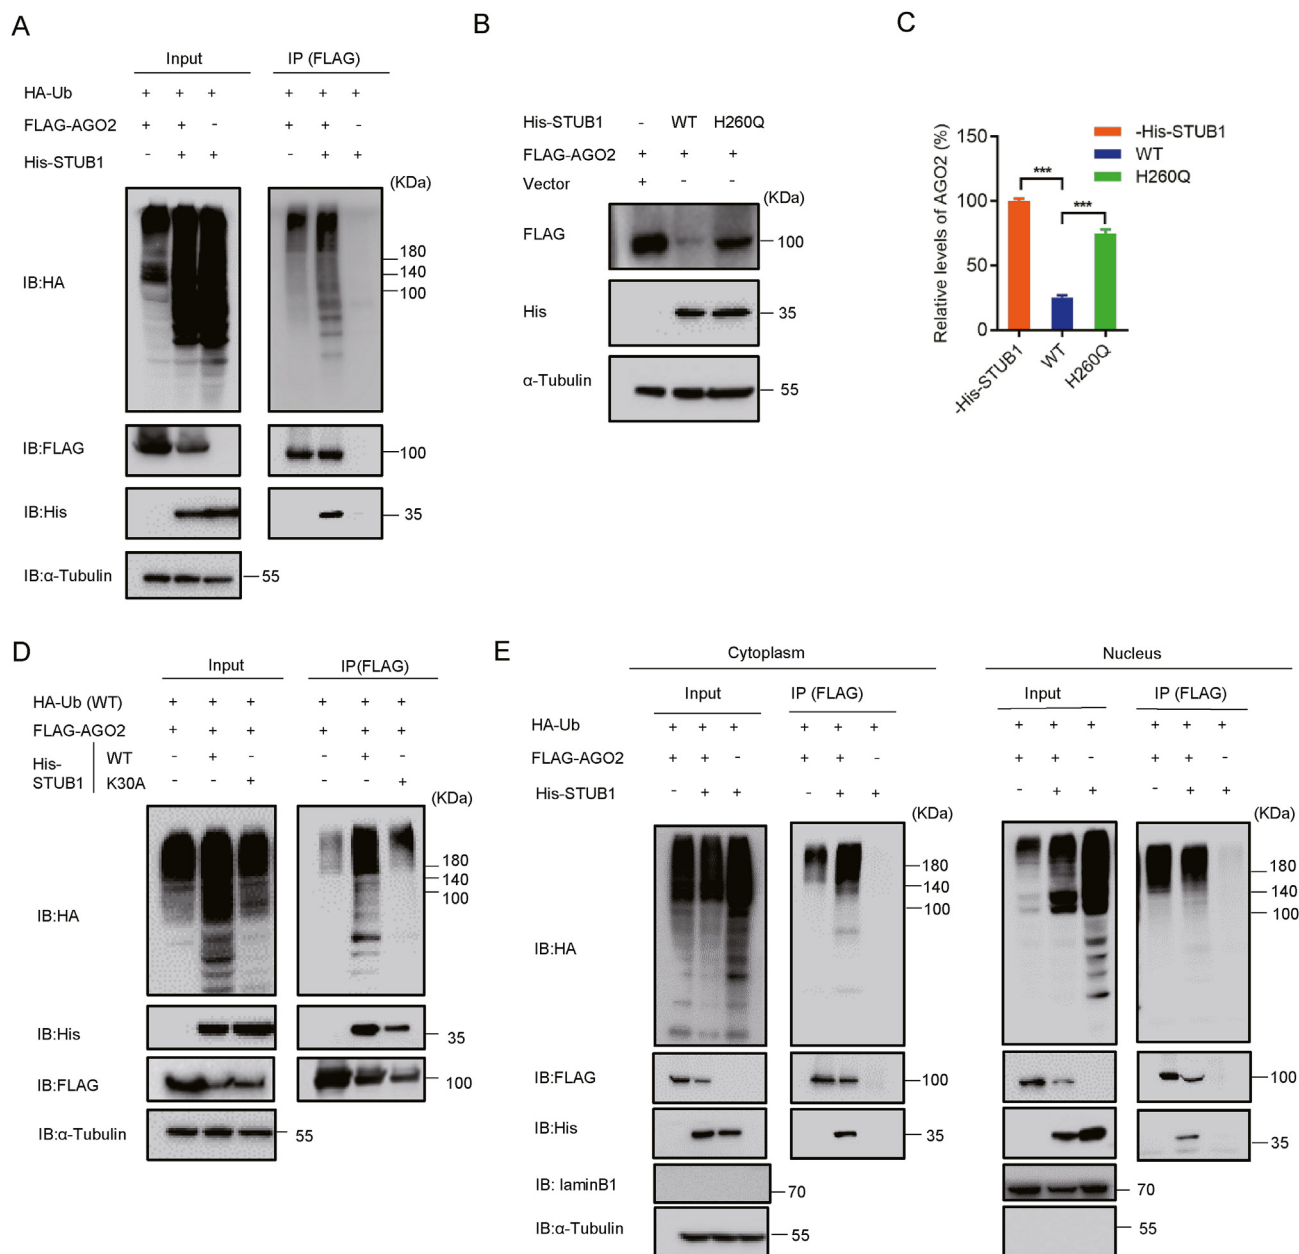 A
Input IP (FLAG)
HA-Ub + + + + + +
FLAG-AGO2 + + - + + -
His-STUB1 - + + - + +
(KDa)
IB:HA
180
140
100
IB:FLAG
100
IB:His
35
IB:α-Tubulin
55
B
His-STUB1 - WT H260Q
FLAG-AGO2 + + +
Vector + - -
(KDa)
FLAG
100
His
35
α-Tubulin
55
C
Relative levels of AGO2 (%)
150
100
50
0
*** ***
-His-STUB1
WT
H260Q
-His-STUB1
WT
H260Q
D
Input IP(FLAG)
HA-Ub (WT) + + + + + +
FLAG-AGO2 + + + + + +
His-STUB1
WT - + - - + -
K30A - - + - - +
(KDa)
IB:HA
180
140
100
IB:His
35
IB:FLAG
100
IB:α-Tubulin
55
E
Cytoplasm Nucleus
Input IP (FLAG) Input IP (FLAG)
HA-Ub + + + + + + + + + + + +
FLAG-AGO2 + + - + + - + + - + + -
His-STUB1 - + + - + + - + + - + +
(KDa) (KDa)
IB:HA
180 180
140 140
100 100
IB:FLAG
100 100
IB:His
35 35
IB: laminB1
70 70
IB:α-Tubulin
55 55